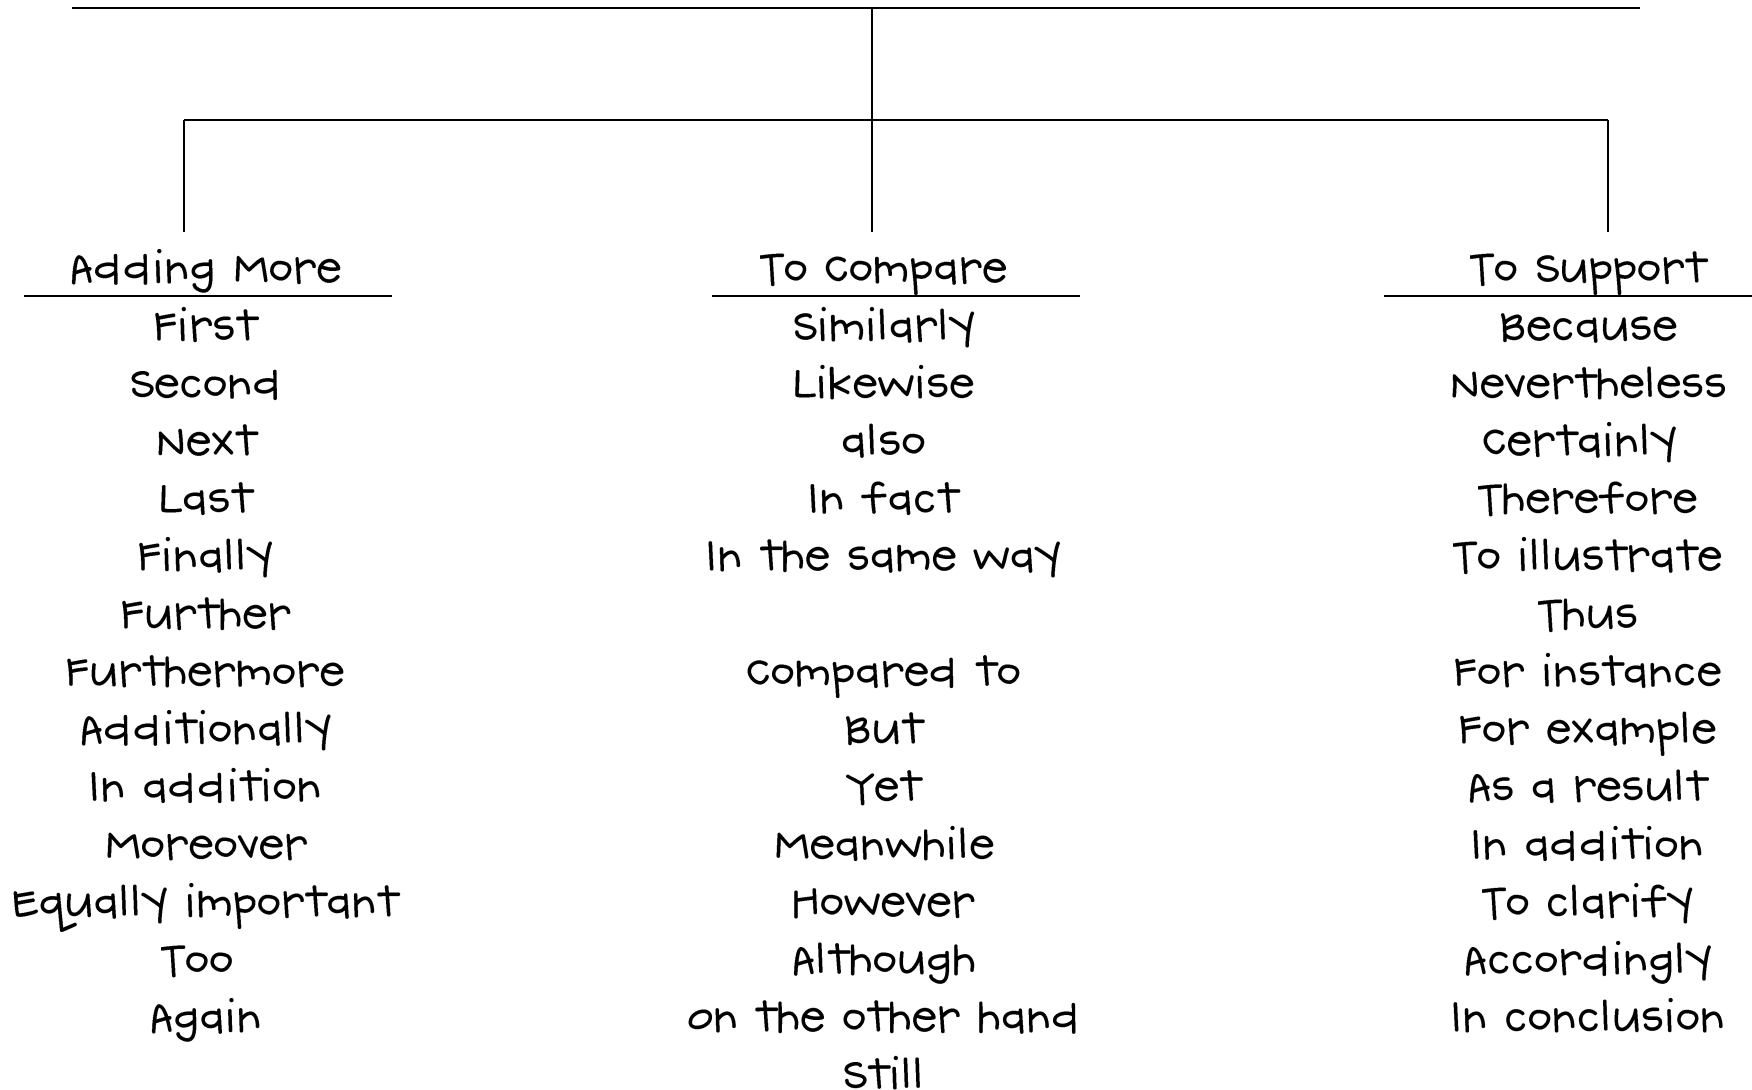 Adding More
First
Second
Next
Last
Finally
Further
Furthermore
Additionally
In addition
Moreover
Equally important
Too
Again
To Compare
Similarly
Likewise
also
In fact
In the same way
Compared to
But
Yet
Meanwhile
However
Although
on the other hand
Still
To Support
Because
Nevertheless
Certainly
Therefore
To illustrate
Thus
For instance
For example
As a result
In addition
To clarify
Accordingly
In conclusion